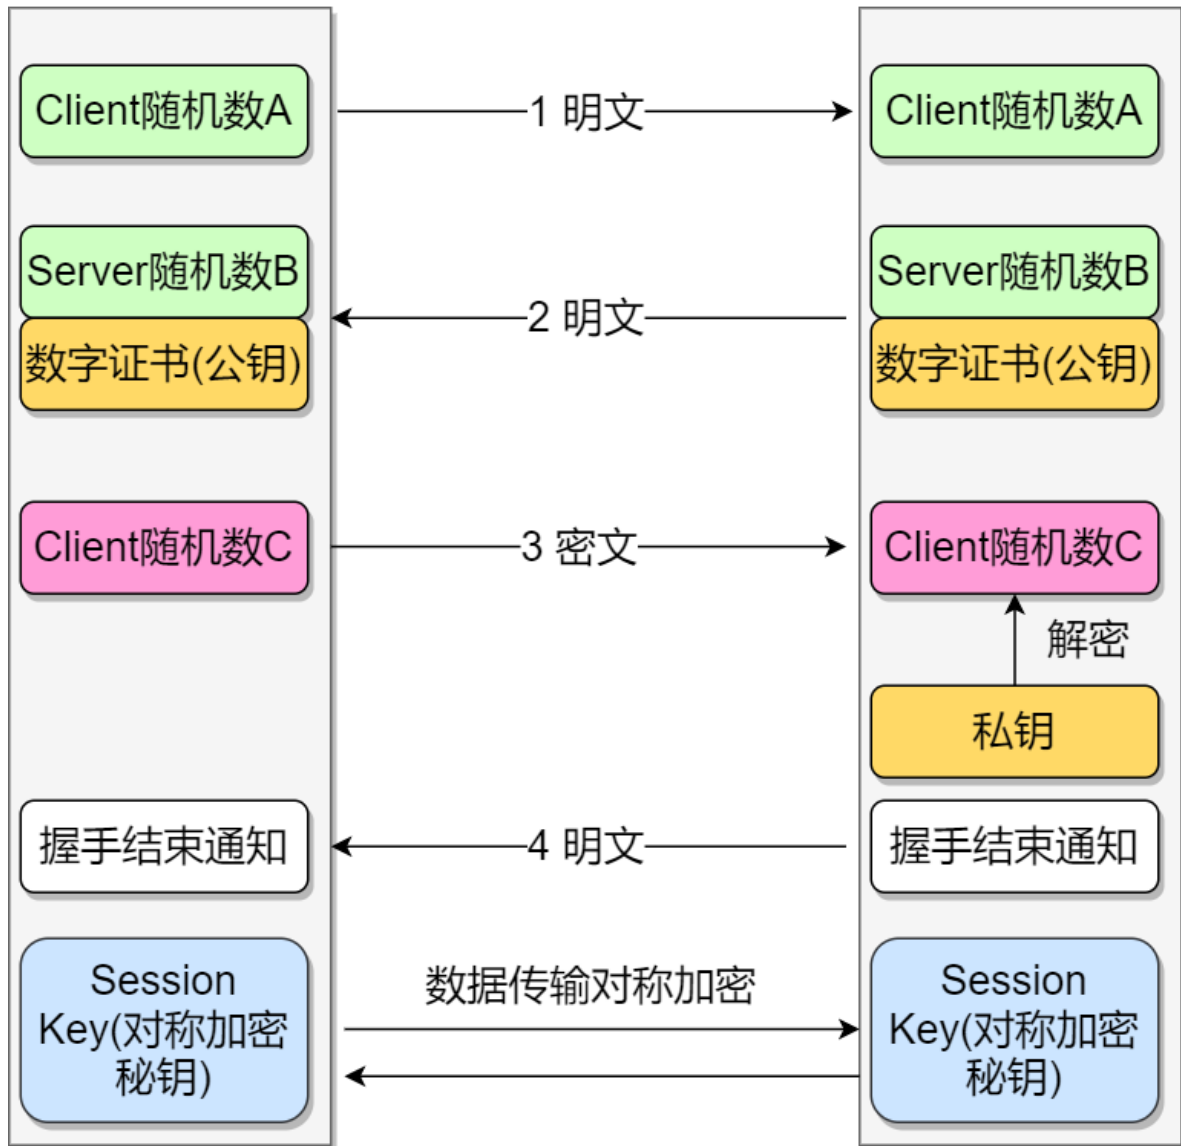 Client随机数A
1 明文
Client随机数A
Server随机数B
数字证书(公钥)
2 明文
Server随机数B
数字证书(公钥)
Client随机数C
3 密文
Client随机数C
解密
私钥
握手结束通知
4 明文
握手结束通知
Session
Key(对称加密
秘钥)
数据传输对称加密
Session
Key(对称加密
秘钥)